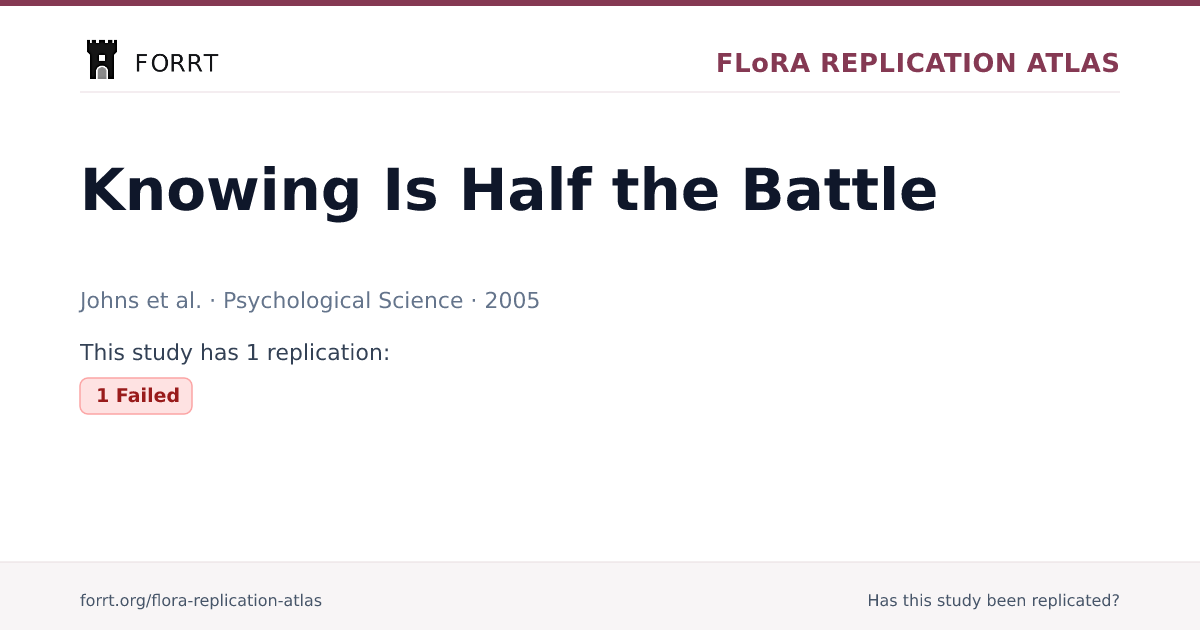 FORRT
FLoRA REPLICATION ATLAS
Knowing Is Half the Battle
Johns et al. · Psychological Science · 2005
This study has 1 replication:
1 Failed
forrt.org/flora-replication-atlas
Has this study been replicated?